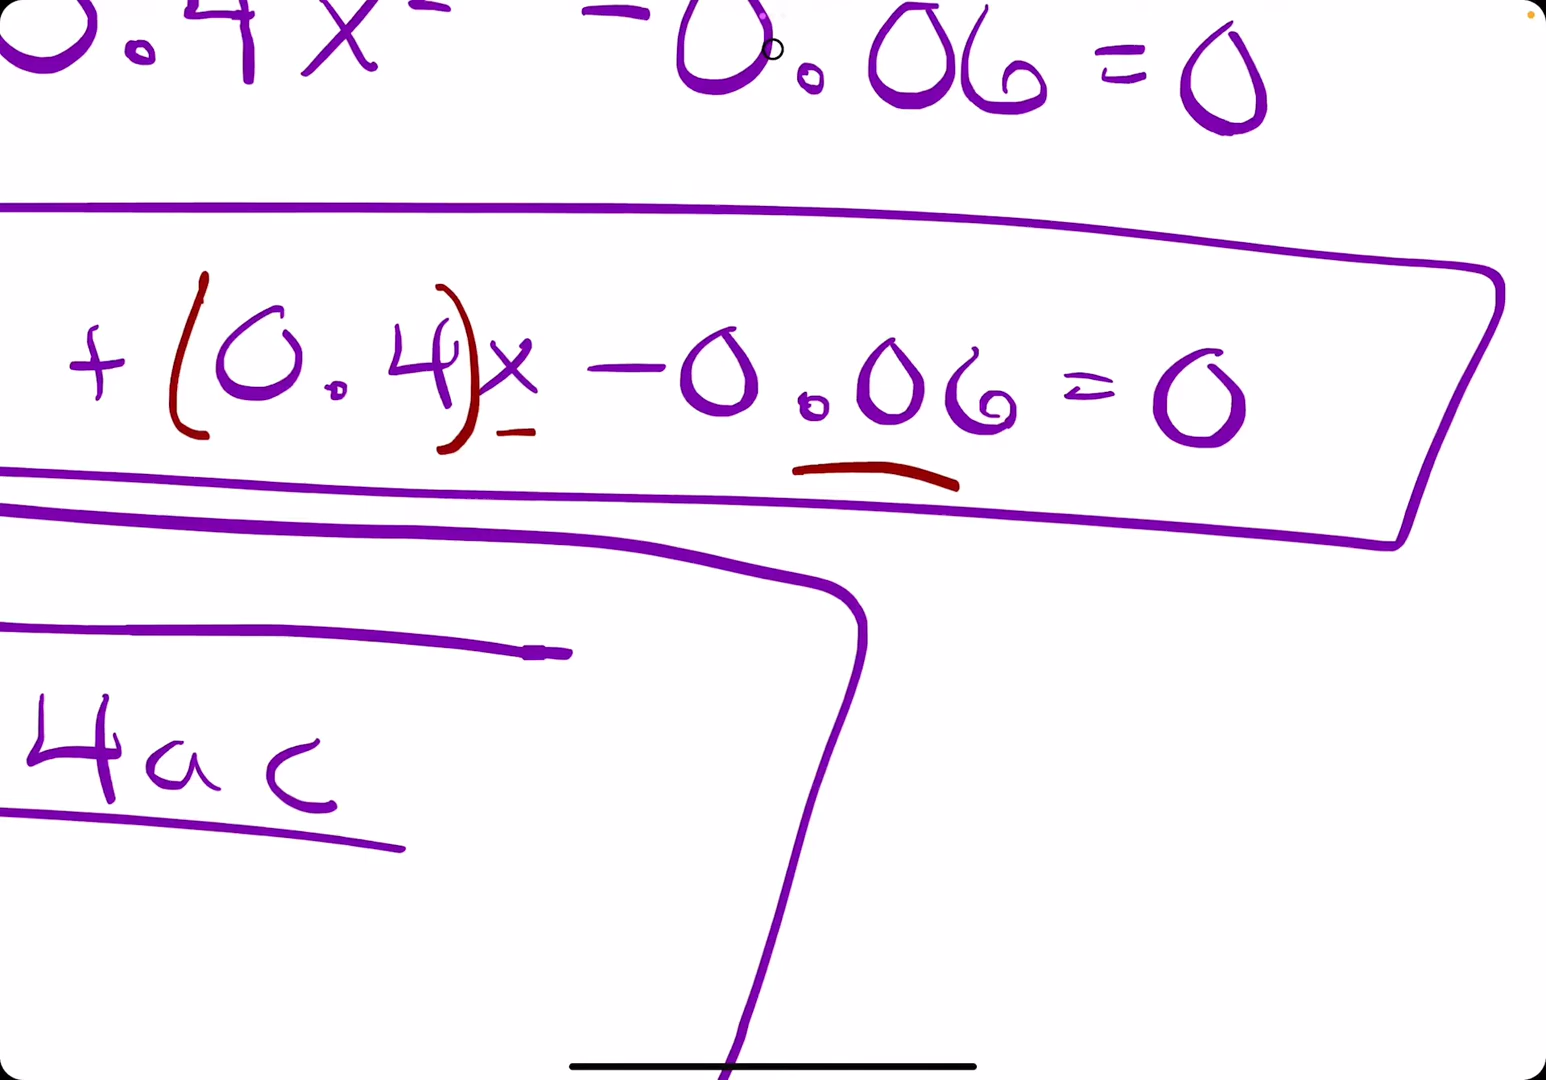 0.4x - 0.06 = 0
+ (0.4)x - 0.06 = 0
4ac